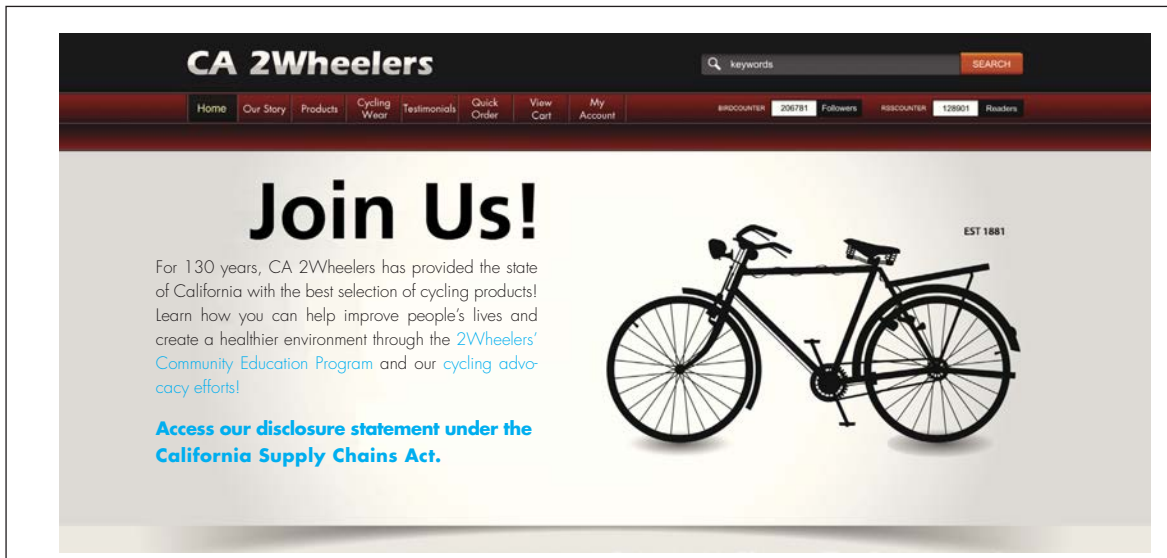 CA 2Wheelers
keywords
SEARCH
Home
Our Story
Products
Cycling
Wear
Testimonials
Quick
Order
View
Cart
My
Account
BIRDCOUNTER 206781 Followers
RSSCOUNTER 128901 Readers
Join Us!
EST 1881
For 130 years, CA 2Wheelers has provided the state
of California with the best selection of cycling products!
Learn how you can help improve people's lives and
create a healthier environment through the 2Wheelers'
Community Education Program and our cycling advo-
cacy efforts!
Access our disclosure statement under the
California Supply Chains Act.